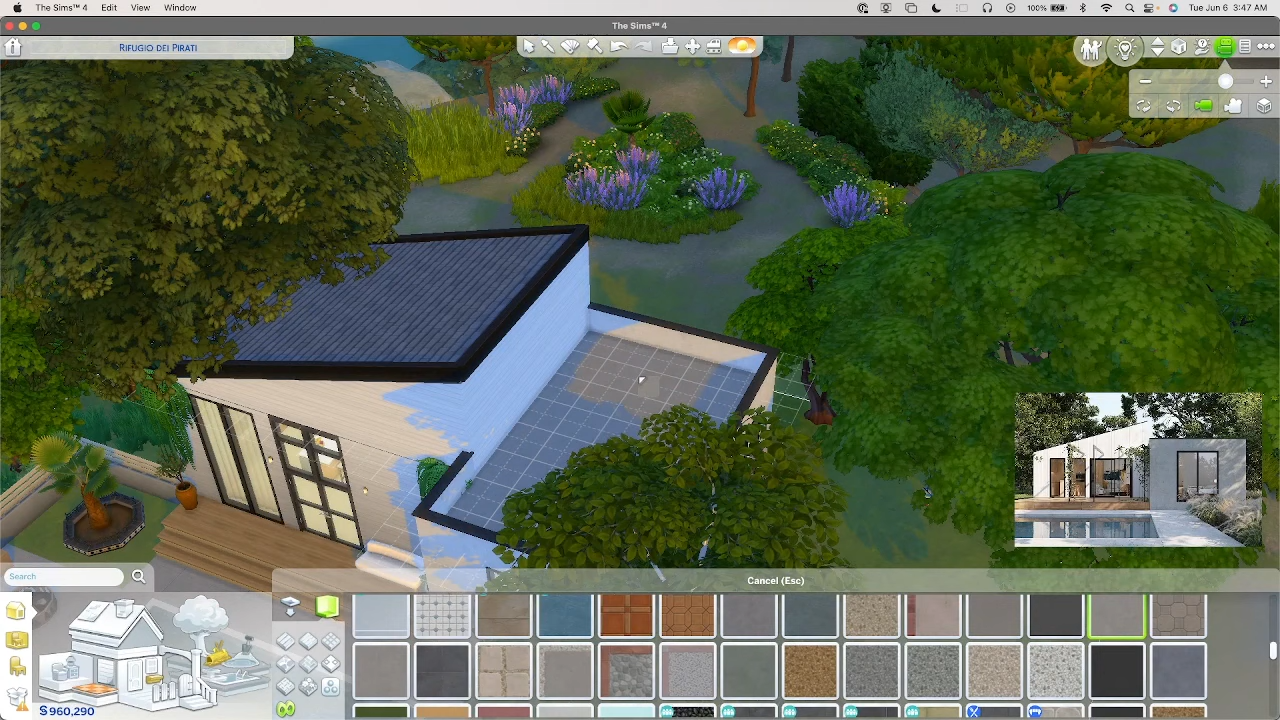 The Sims™ 4 Edit View Window
100% Tue Jun 6 3:47 AM
The Sims™ 4
Rifugio dei Pirati
Cancel (Esc)
Search
§960,290